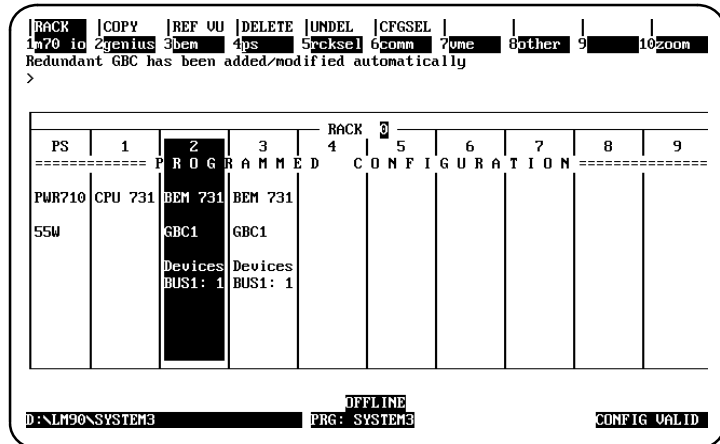 RACK |COPY |REF VU |DELETE |UNDEL |CFGSEL | | | |
1m70 io 2genius 3bem 4ps 5rcksel 6comm 7vme 8other 9 10zoom
Redundant GBC has been added/modified automatically
>
RACK 0
PS 1 2 3 4 5 6 7 8 9
============= P R O G R A M M E D C O N F I G U R A T I O N ================
PWR710 CPU 731 BEM 731 BEM 731
55W GBC1 GBC1
Devices Devices
BUS1: 1 BUS1: 1
OFFLINE
D:\LM90\SYSTEM3 PRG: SYSTEM3 CONFIG VALID